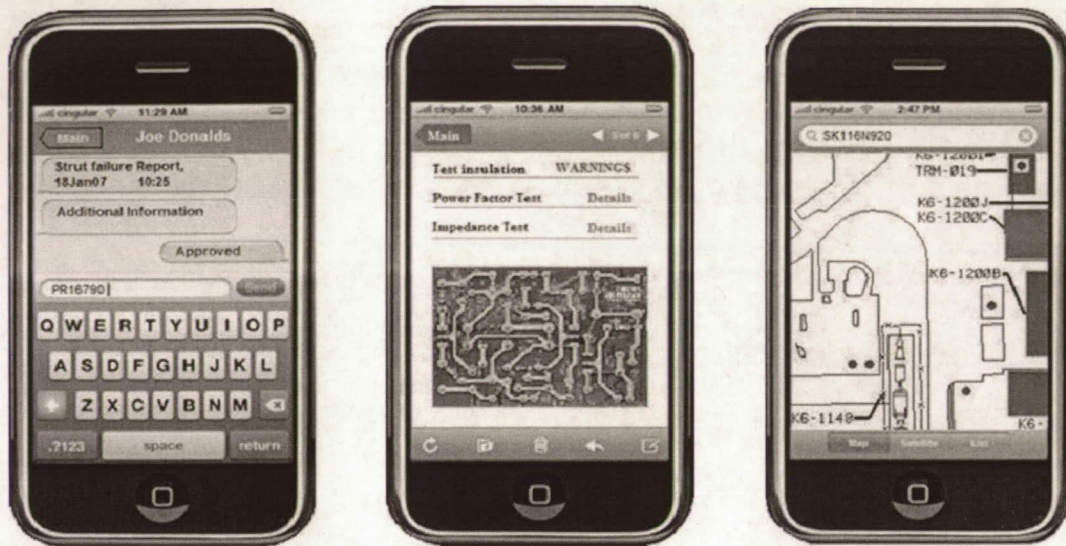 cingular 11:29 AM
Main Joe Donalds
Strut failure Report,
18Jan07 10:25
Additional Information
Approved
PR16790
Send
Q W E R T Y U I O P
A S D F G H J K L
Z X C V B N M
.?123 space return
cingular 10:36 AM
Main
Test insulation WARNINGS
Power Factor Test Details
Impedance Test Details
cingular 2:47 PM
SK116N920
TRM-019
K6-1200J
K6-1200C
K6-1200B
K6-1140
K6-
Map Satellite List